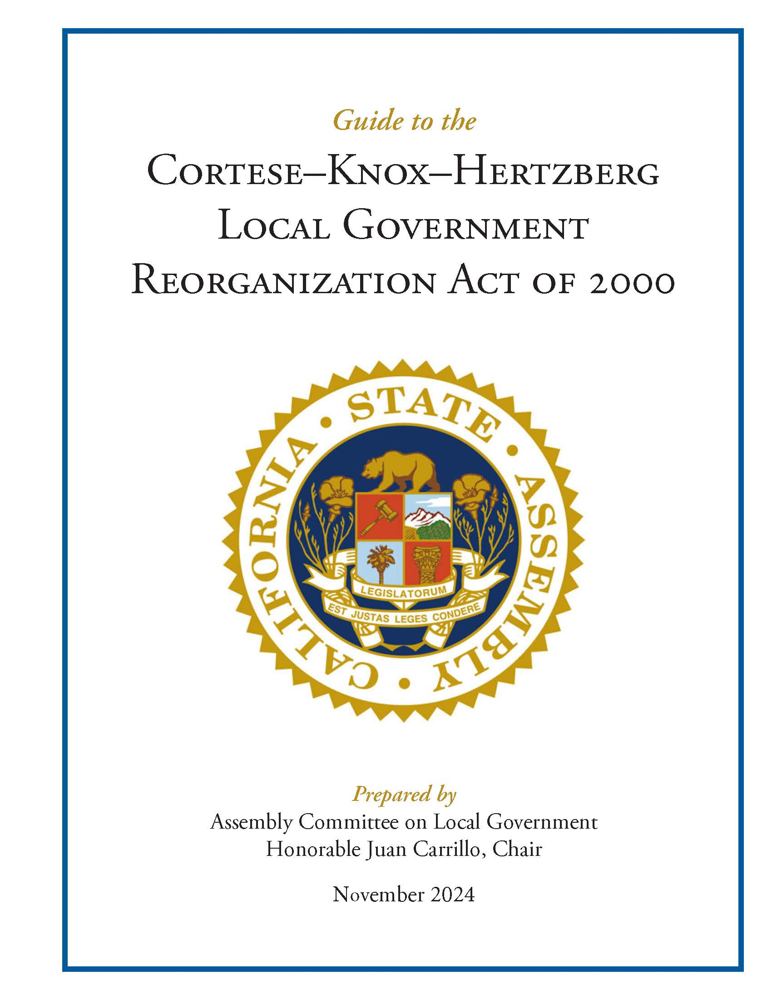 Guide to the
Cortese–Knox–Hertzberg
Local Government
Reorganization Act of 2000
CALIFORNIA • STATE • ASSEMBLY •
LEGISLATORUM
EST JUSTAS LEGES CONDERE
Prepared by
Assembly Committee on Local Government
Honorable Juan Carrillo, Chair
November 2024